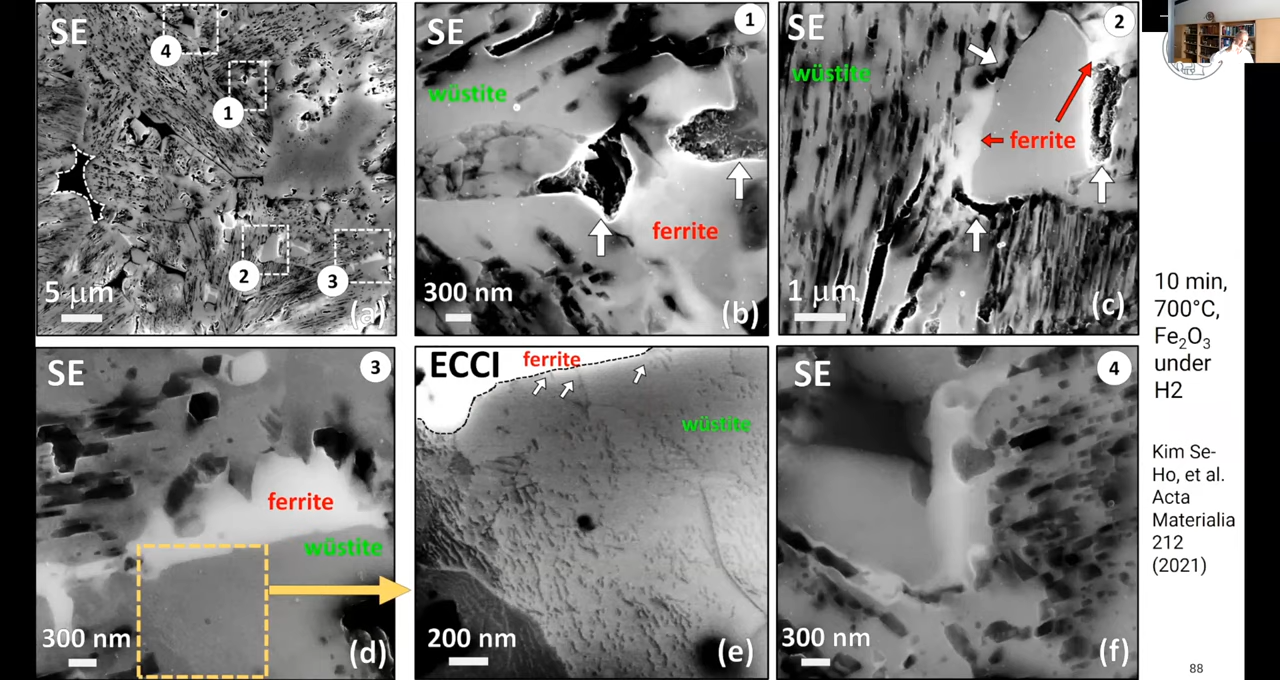 SE
4
1
2
3
5 μm
(a)
SE
1
wüstite
ferrite
300 nm
(b)
SE
2
wüstite
ferrite
1 μm
(c)
10 min,
700°C,
Fe₂O₃
under
H2
SE
3
ferrite
wüstite
300 nm
(d)
ECCI
ferrite
wüstite
200 nm
(e)
SE
4
300 nm
(f)
Kim Se-
Ho, et al.
Acta
Materialia
212
(2021)
88